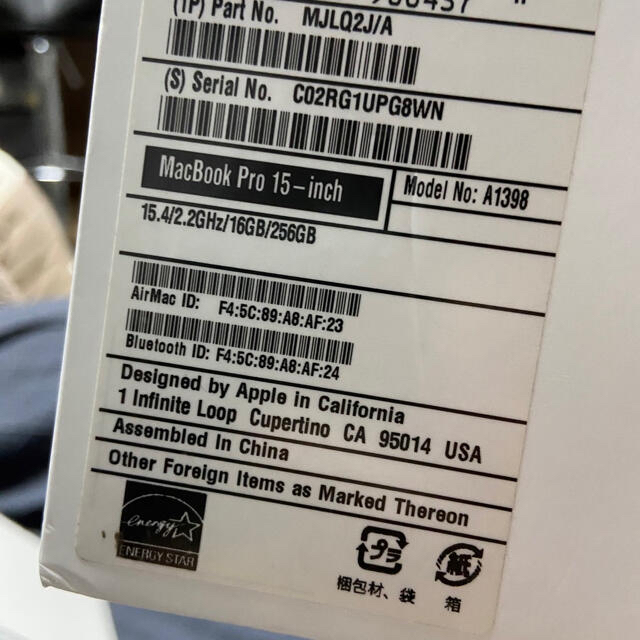 (1P) Part No. MJLQ2J/A
(S) Serial No. C02RG1UPG8WN
MacBook Pro 15-inch
Model No: A1398
15.4/2.2GHz/16GB/256GB
AirMac ID: F4:5C:89:A8:AF:23
Bluetooth ID: F4:5C:89:A8:AF:24
Designed by Apple in California
1 Infinite Loop Cupertino CA 95014 USA
Assembled In China
Other Foreign Items as Marked Thereon
energy
ENERGY STAR
プラ
紙
梱包材、袋
箱